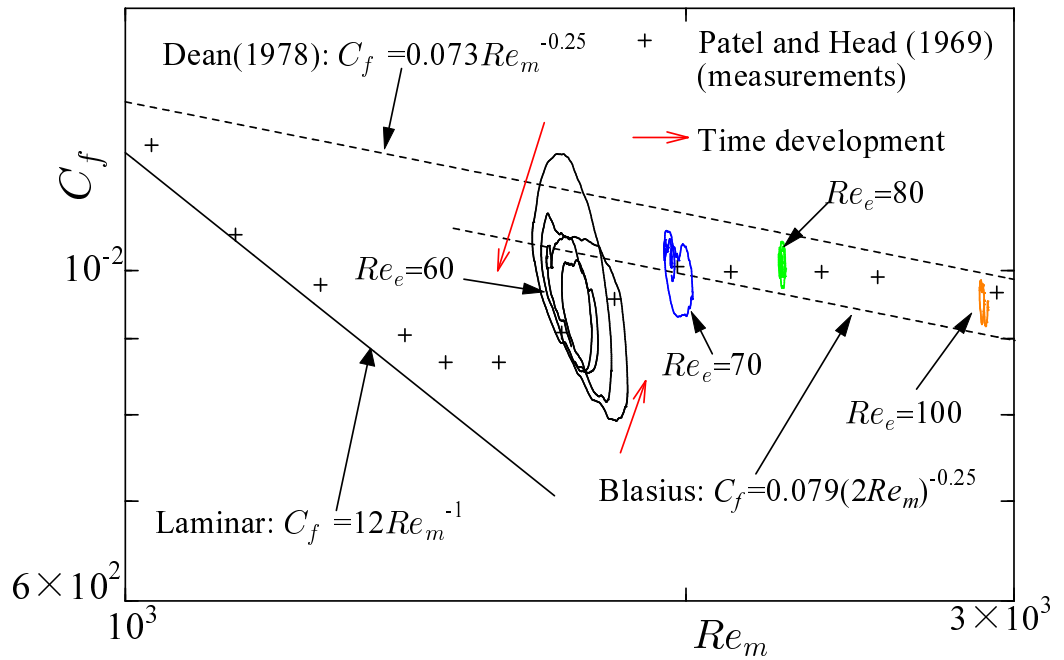 Dean(1978): C_f =0.073Re_m^-0.25
+ Patel and Head (1969)
(measurements)
Time development
C_f
Re_e=80
10^-2
Re_e=60
Re_e=70
Re_e=100
Blasius: C_f=0.079(2Re_m)^-0.25
Laminar: C_f =12Re_m^-1
6×10^2
10^3
Re_m
3×10^3